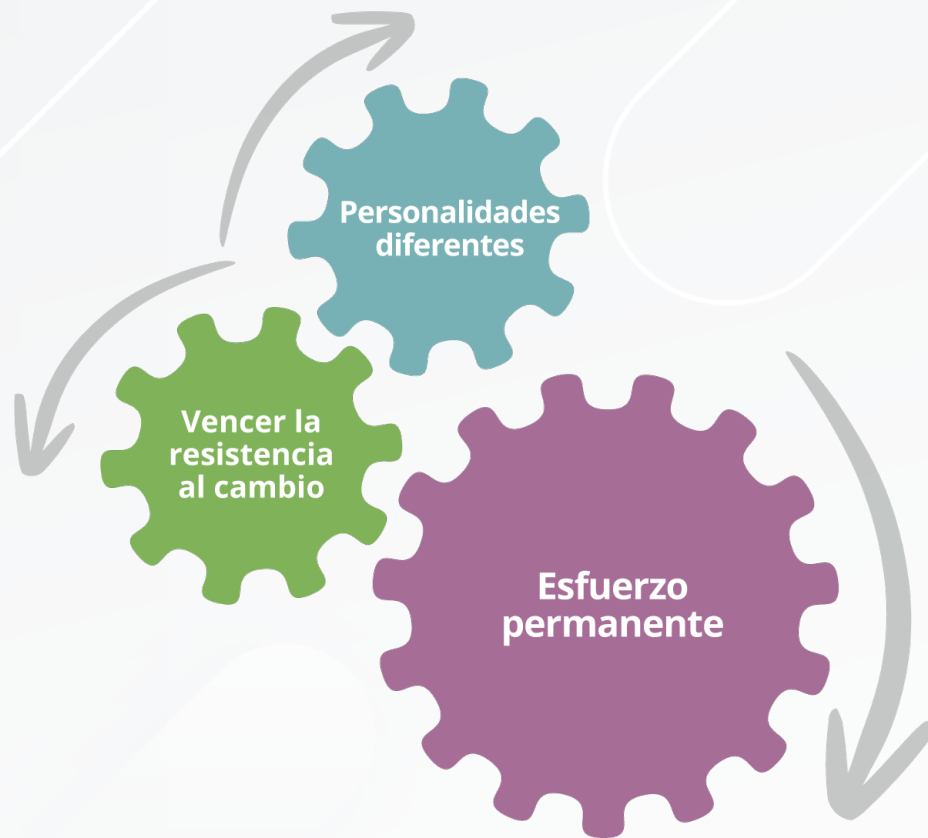 Personalidades
diferentes
Vencer la
resistencia
al cambio
Esfuerzo
permanente